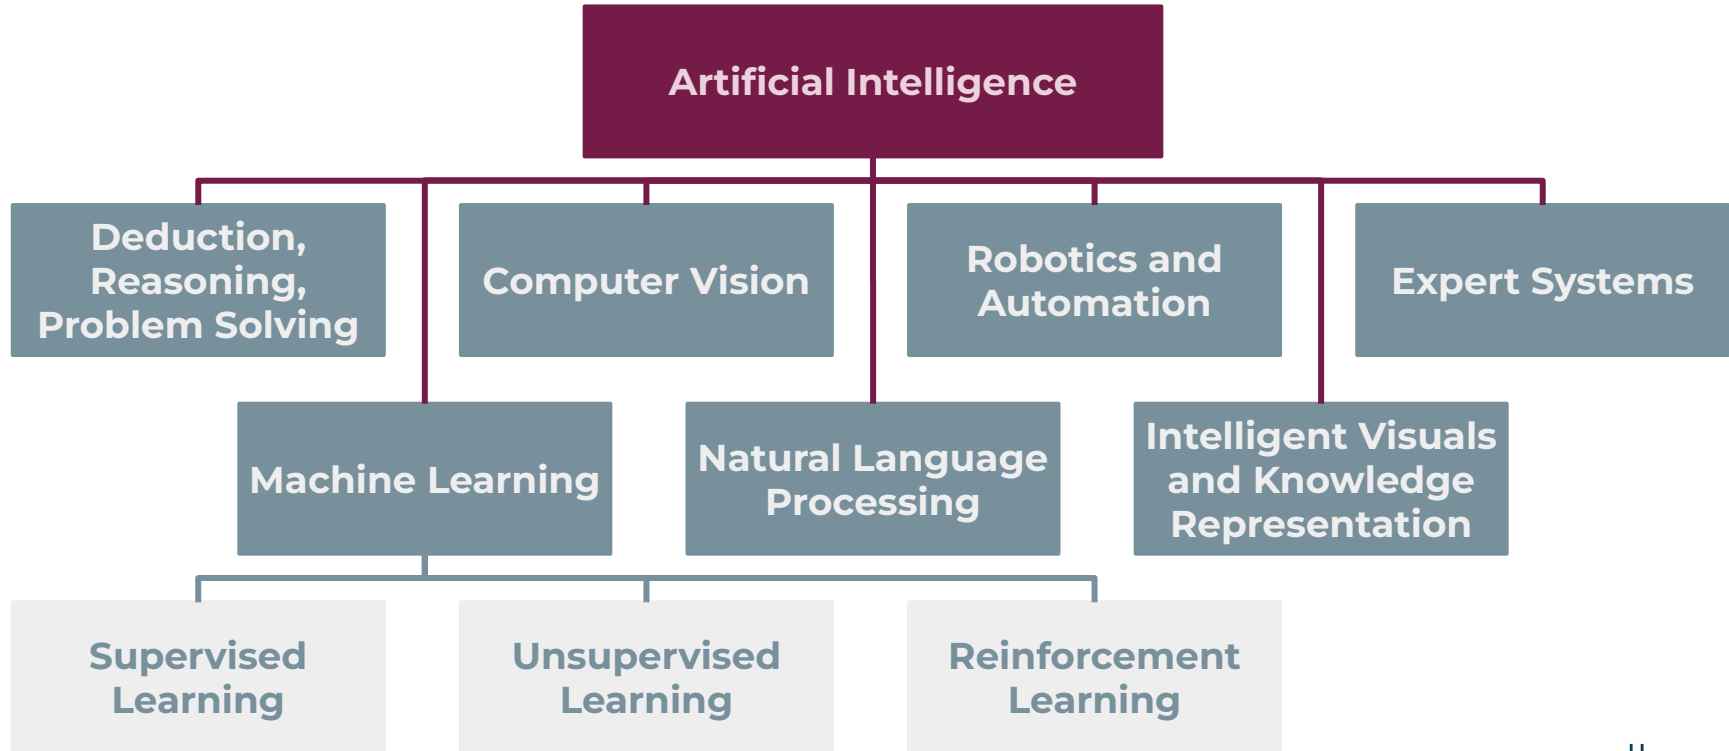 Artificial Intelligence
Deduction,
Reasoning,
Problem Solving
Computer Vision
Robotics and
Automation
Expert Systems
Machine Learning
Natural Language
Processing
Intelligent Visuals
and Knowledge
Representation
Supervised
Learning
Unsupervised
Learning
Reinforcement
Learning